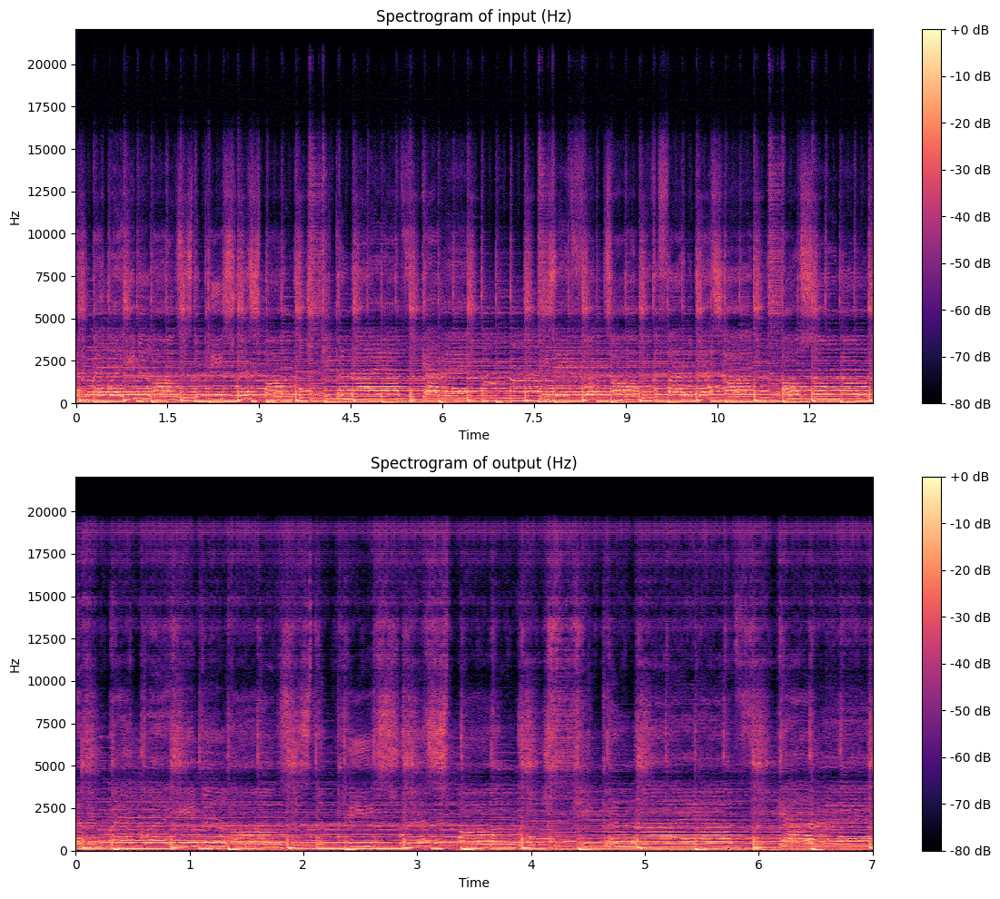 Spectrogram of input (Hz)
+0 dB
20000
-10 dB
17500
-20 dB
15000
-30 dB
12500
Hz
-40 dB
10000
-50 dB
7500
-60 dB
5000
2500
-70 dB
0
-80 dB
0 1.5 3 4.5 6 7.5 9 10 12
Time
Spectrogram of output (Hz)
+0 dB
20000
-10 dB
17500
-20 dB
15000
-30 dB
12500
Hz
-40 dB
10000
-50 dB
7500
-60 dB
5000
2500
-70 dB
0
-80 dB
0 1 2 3 4 5 6 7
Time